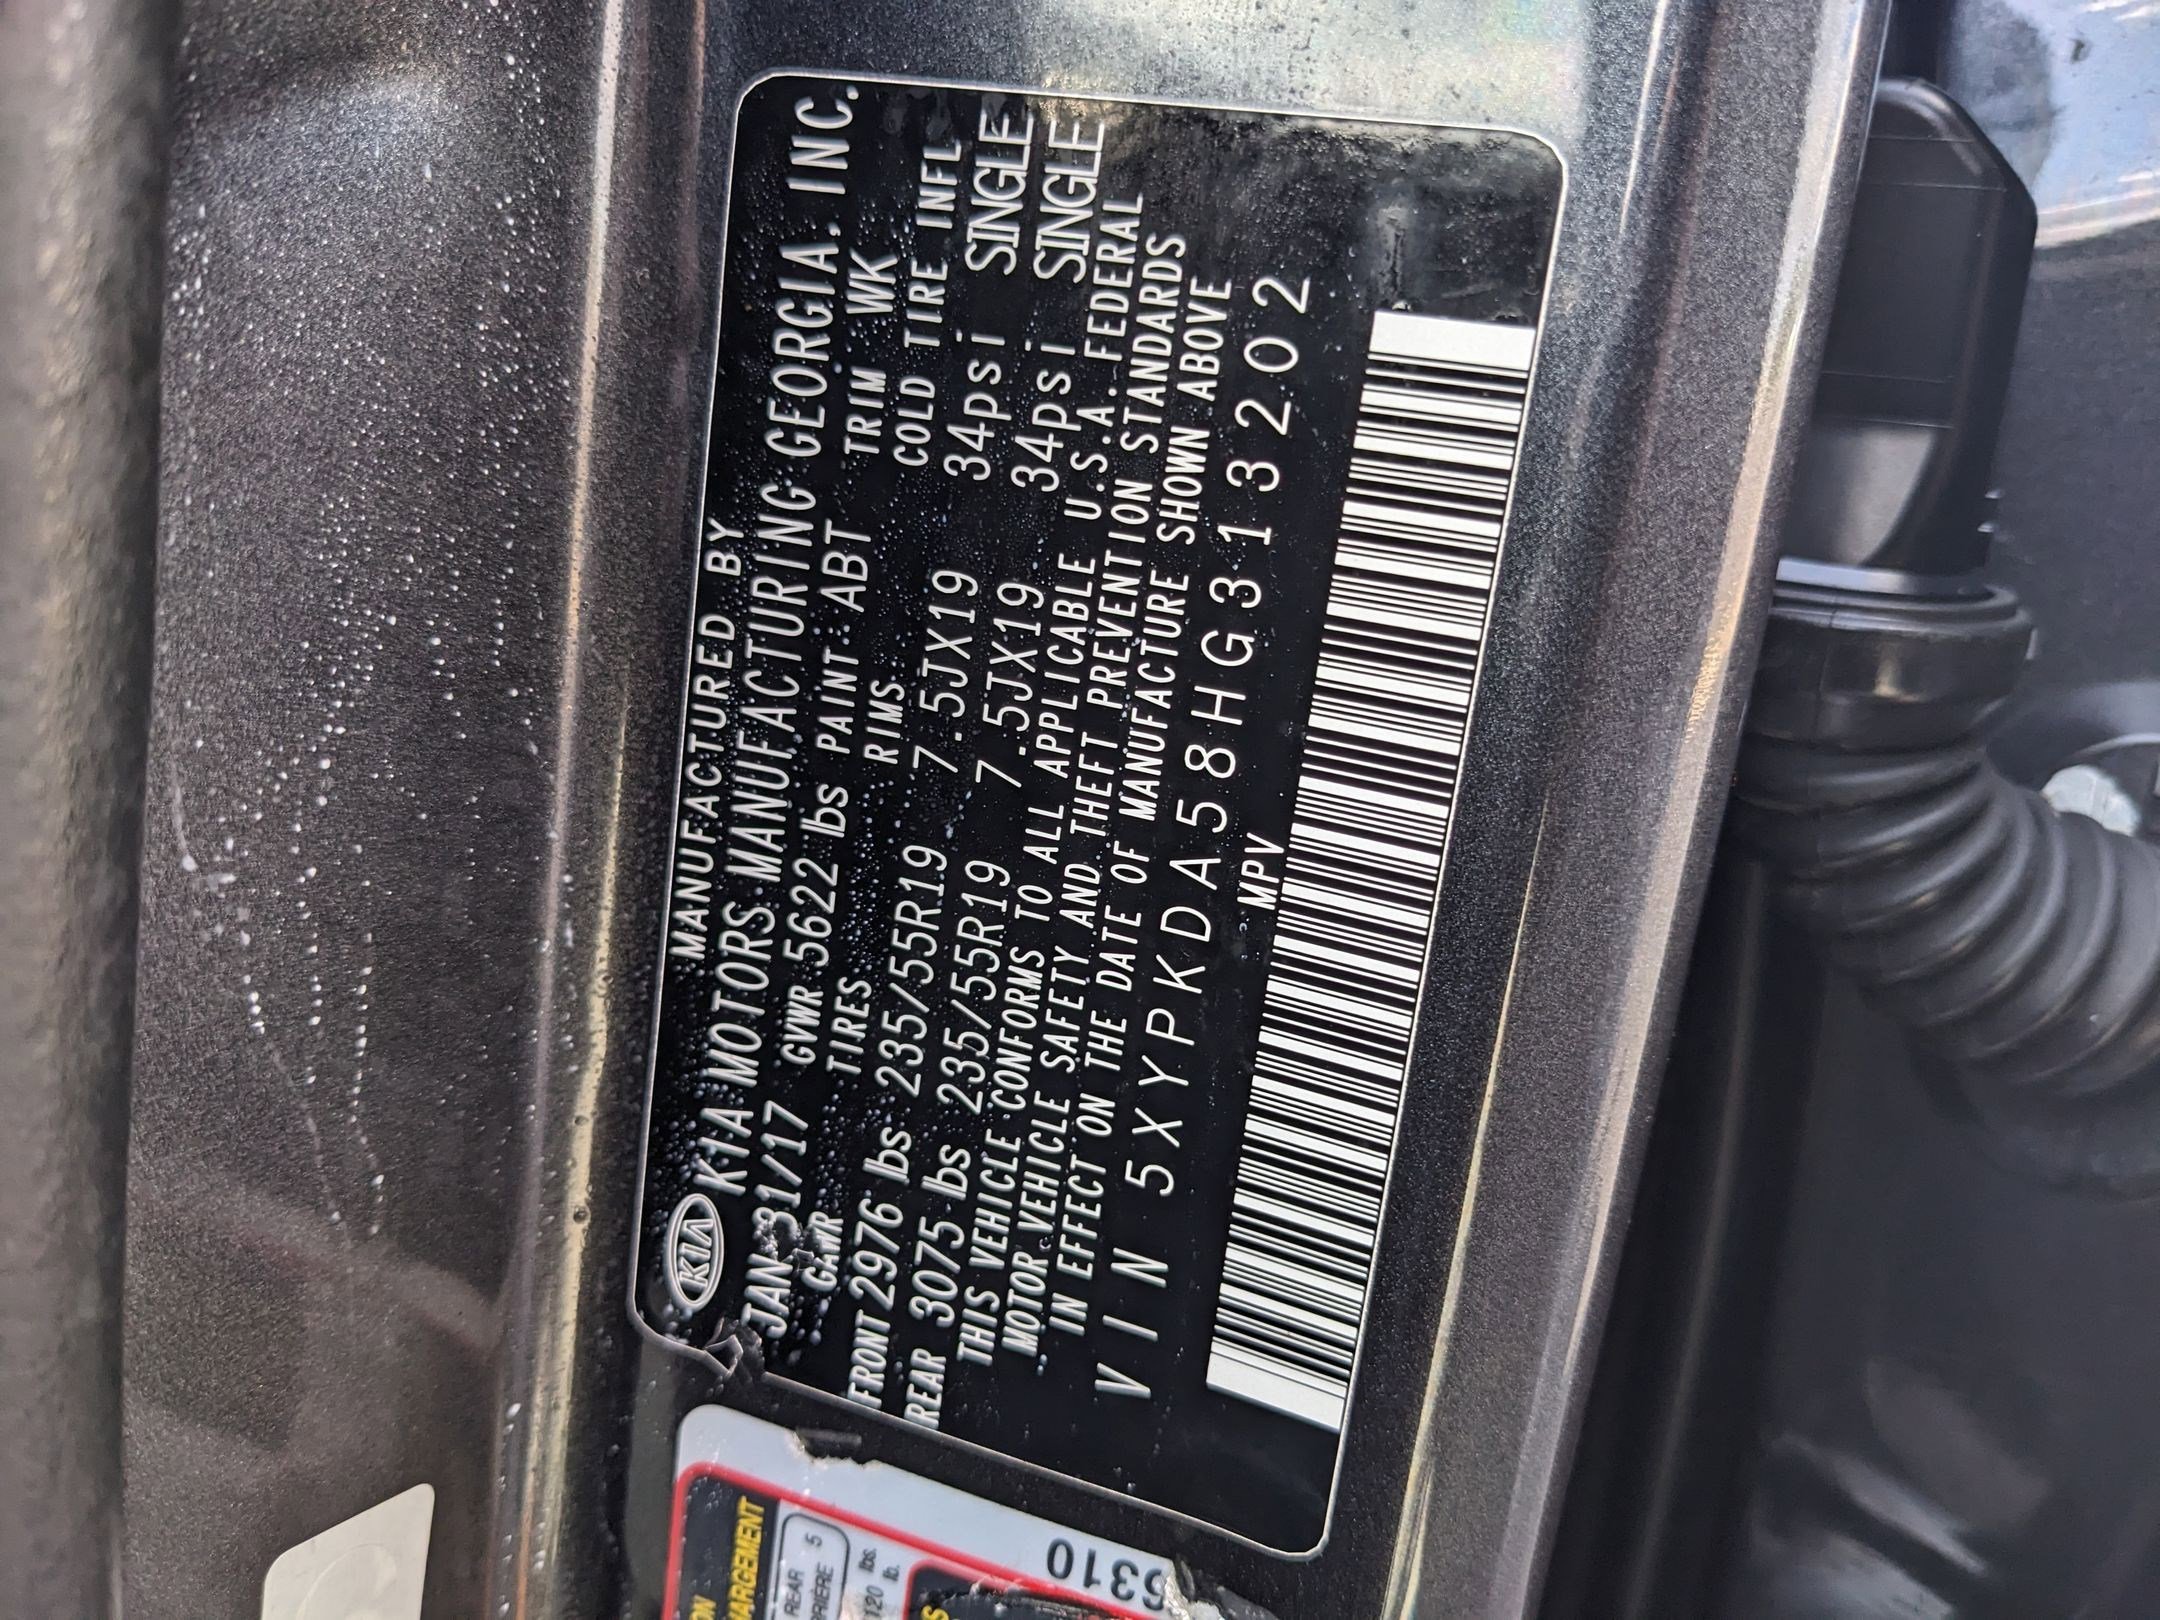 MANUFACTURED BY
KIA KIA MOTORS MANUFACTURING GEORGIA. INC.
JAN 31/17 GVWR 5622 lbs PAINT ABT TRIM WK
GAWR TIRES RIMS COLD TIRE INFL
FRONT 2976 lbs 235/55R19 7.5JX19 34psi SINGLE
REAR 3075 lbs 235/55R19 7.5JX19 34psi SINGLE
THIS VEHICLE CONFORMS TO ALL APPLICABLE U.S.A. FEDERAL
MOTOR VEHICLE SAFETY AND THEFT PREVENTION STANDARDS
IN EFFECT ON THE DATE OF MANUFACTURE SHOWN ABOVE
VIN 5XYPKDA58HG313202
MPV
REAR 5
6310